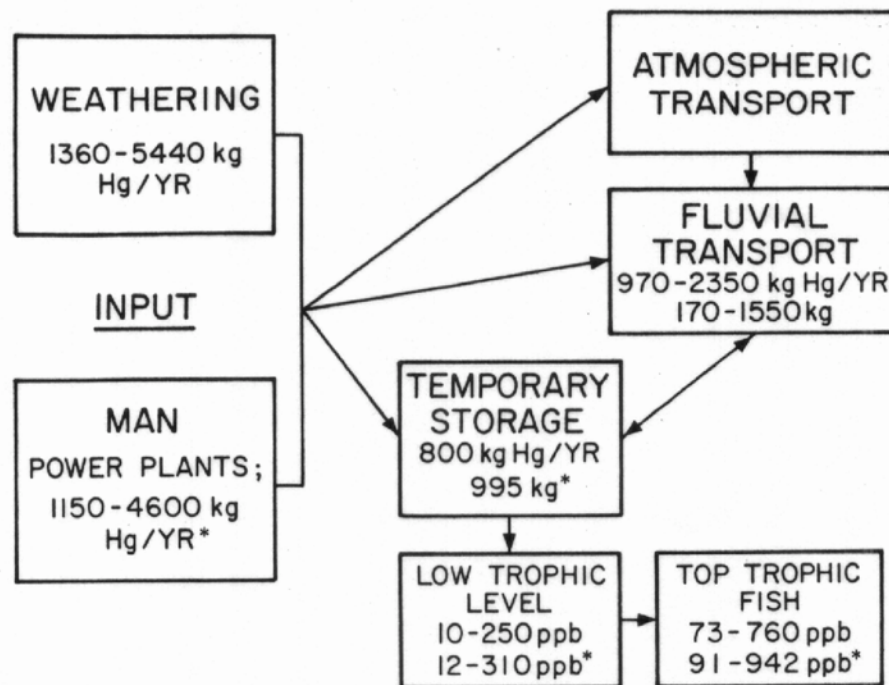 WEATHERING
1360-5440 kg
Hg/YR
INPUT
MAN
POWER PLANTS;
1150-4600 kg
Hg/YR*
ATMOSPHERIC
TRANSPORT
FLUVIAL
TRANSPORT
970-2350 kg Hg/YR
170-1550kg
TEMPORARY
STORAGE
800 kg Hg/YR
995 kg*
LOW TROPHIC
LEVEL
10-250 ppb
12-310 ppb*
TOP TROPHIC
FISH
73-760 ppb
91-942 ppb*